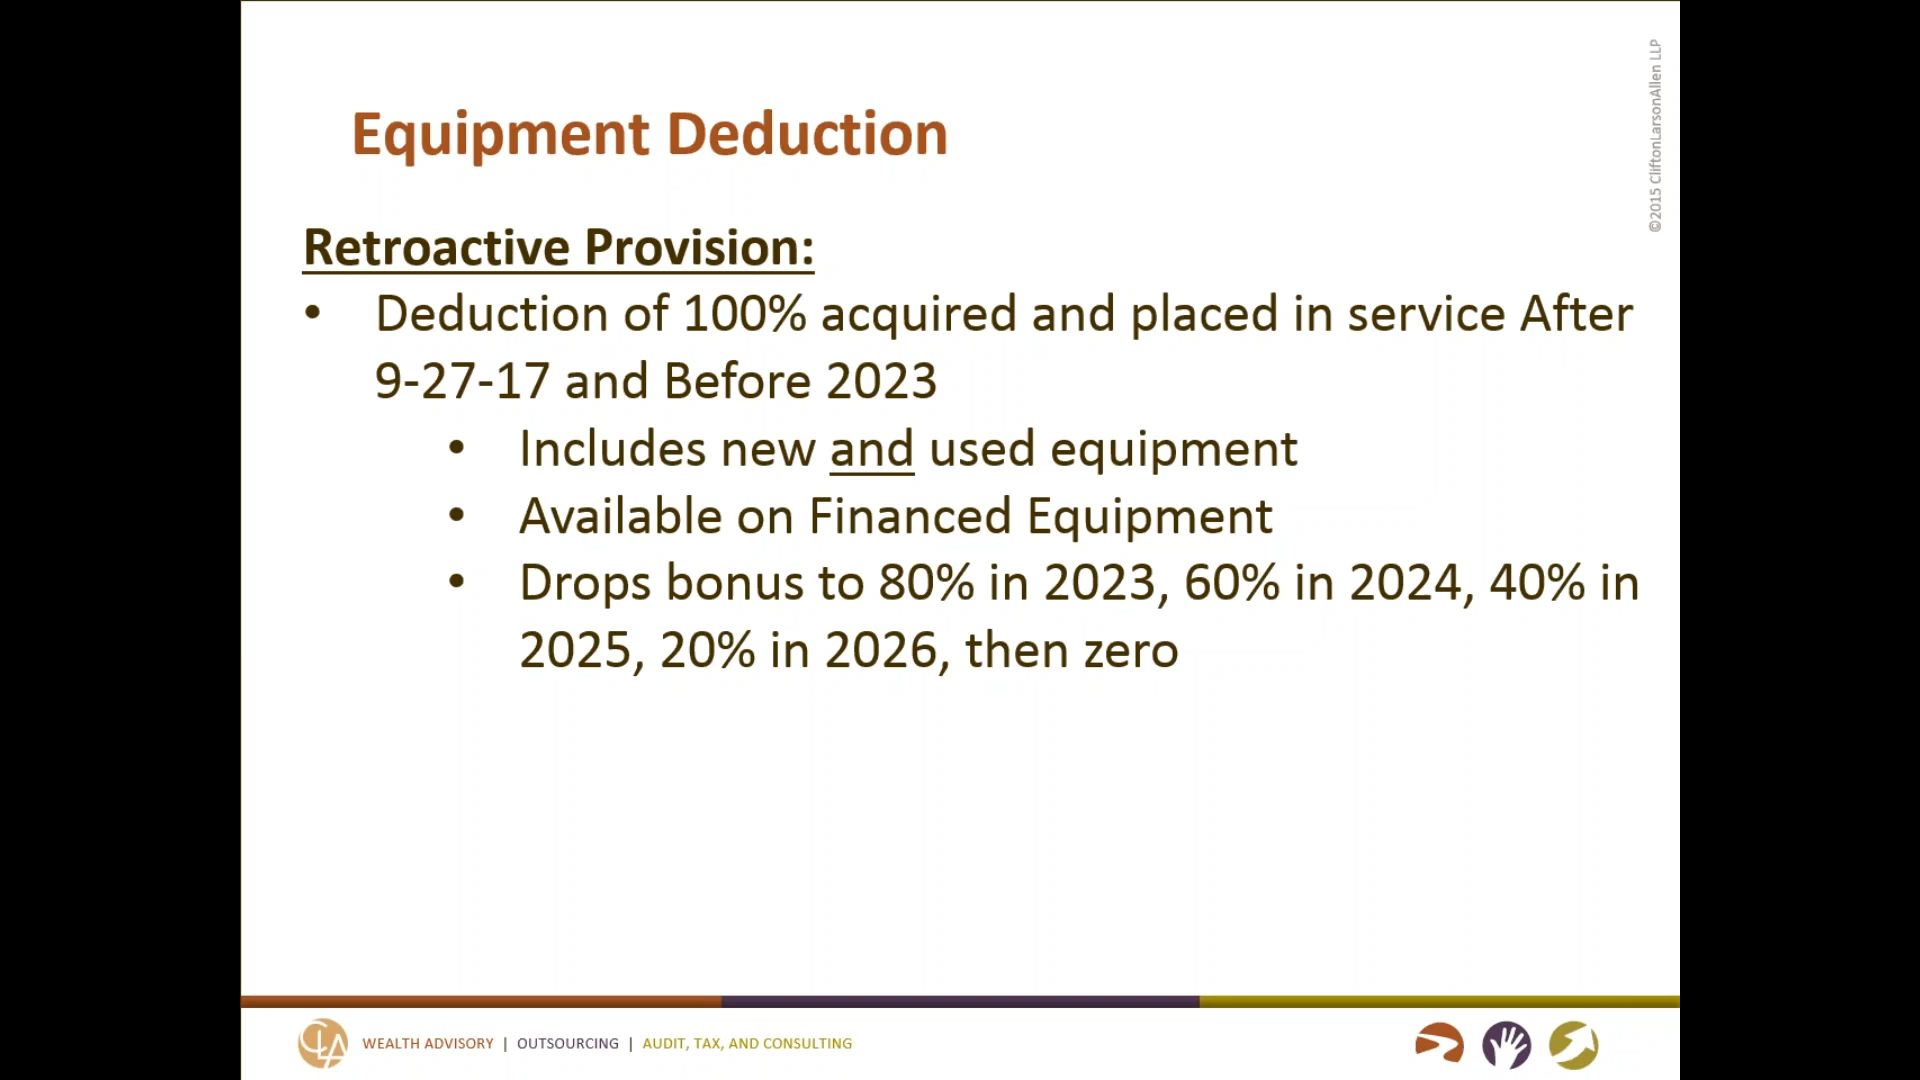 Equipment Deduction
©2015 CliftonLarsonAllen LLP
Retroactive Provision:
• Deduction of 100% acquired and placed in service After
9-27-17 and Before 2023
• Includes new and used equipment
• Available on Financed Equipment
• Drops bonus to 80% in 2023, 60% in 2024, 40% in
2025, 20% in 2026, then zero
CLA
WEALTH ADVISORY | OUTSOURCING | AUDIT, TAX, AND CONSULTING